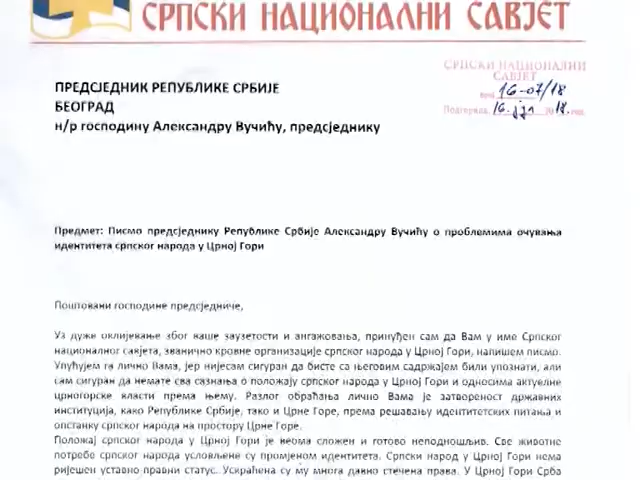 СРПСКИ НАЦИОНАЛНИ САВЈЕТ
СРПСКИ НАЦИОНАЛНИ
САВЈЕТ
Број 16-07/18
Подгорица, 16. јул 2018. год.
ПРЕДСЈЕДНИК РЕПУБЛИКЕ СРБИЈЕ
БЕОГРАД
н/р господину Александру Вучићу, предсједнику
Предмет: Писмо предсједнику Републике Србије Александру Вучићу о проблемима очувања
идентитета српског народа у Црној Гори
Поштовани господине предсједниче,
Уз дуже оклијевање због ваше заузетости и ангажовања, принуђен сам да Вам у име Српског
националног савјета, званично кровне организације српског народа у Црној Гори, напишем писмо.
Упућујем га лично Вама, јер нијесам сигуран да бисте са његовим садржајем били упознати, али
сам сигуран да немате сва сазнања о положају српског народа у Црној Гори и односима актуелне
црногорске власти према њему. Разлог обраћања лично Вама је затвореност државних
институција, како Републике Србије, тако и Црне Горе, према решавању идентитетских питања и
опстанку српског народа на простору Црне Горе.
Положај српског народа у Црној Гори је веома сложен и готово неподношљив. Све животне
потребе српског народа условљене су промјеном идентитета. Српски народ у Црној Гори нема
ријешен уставно правни статус. Ускраћена су му многа давно стечена права. У Црној Гори Срба